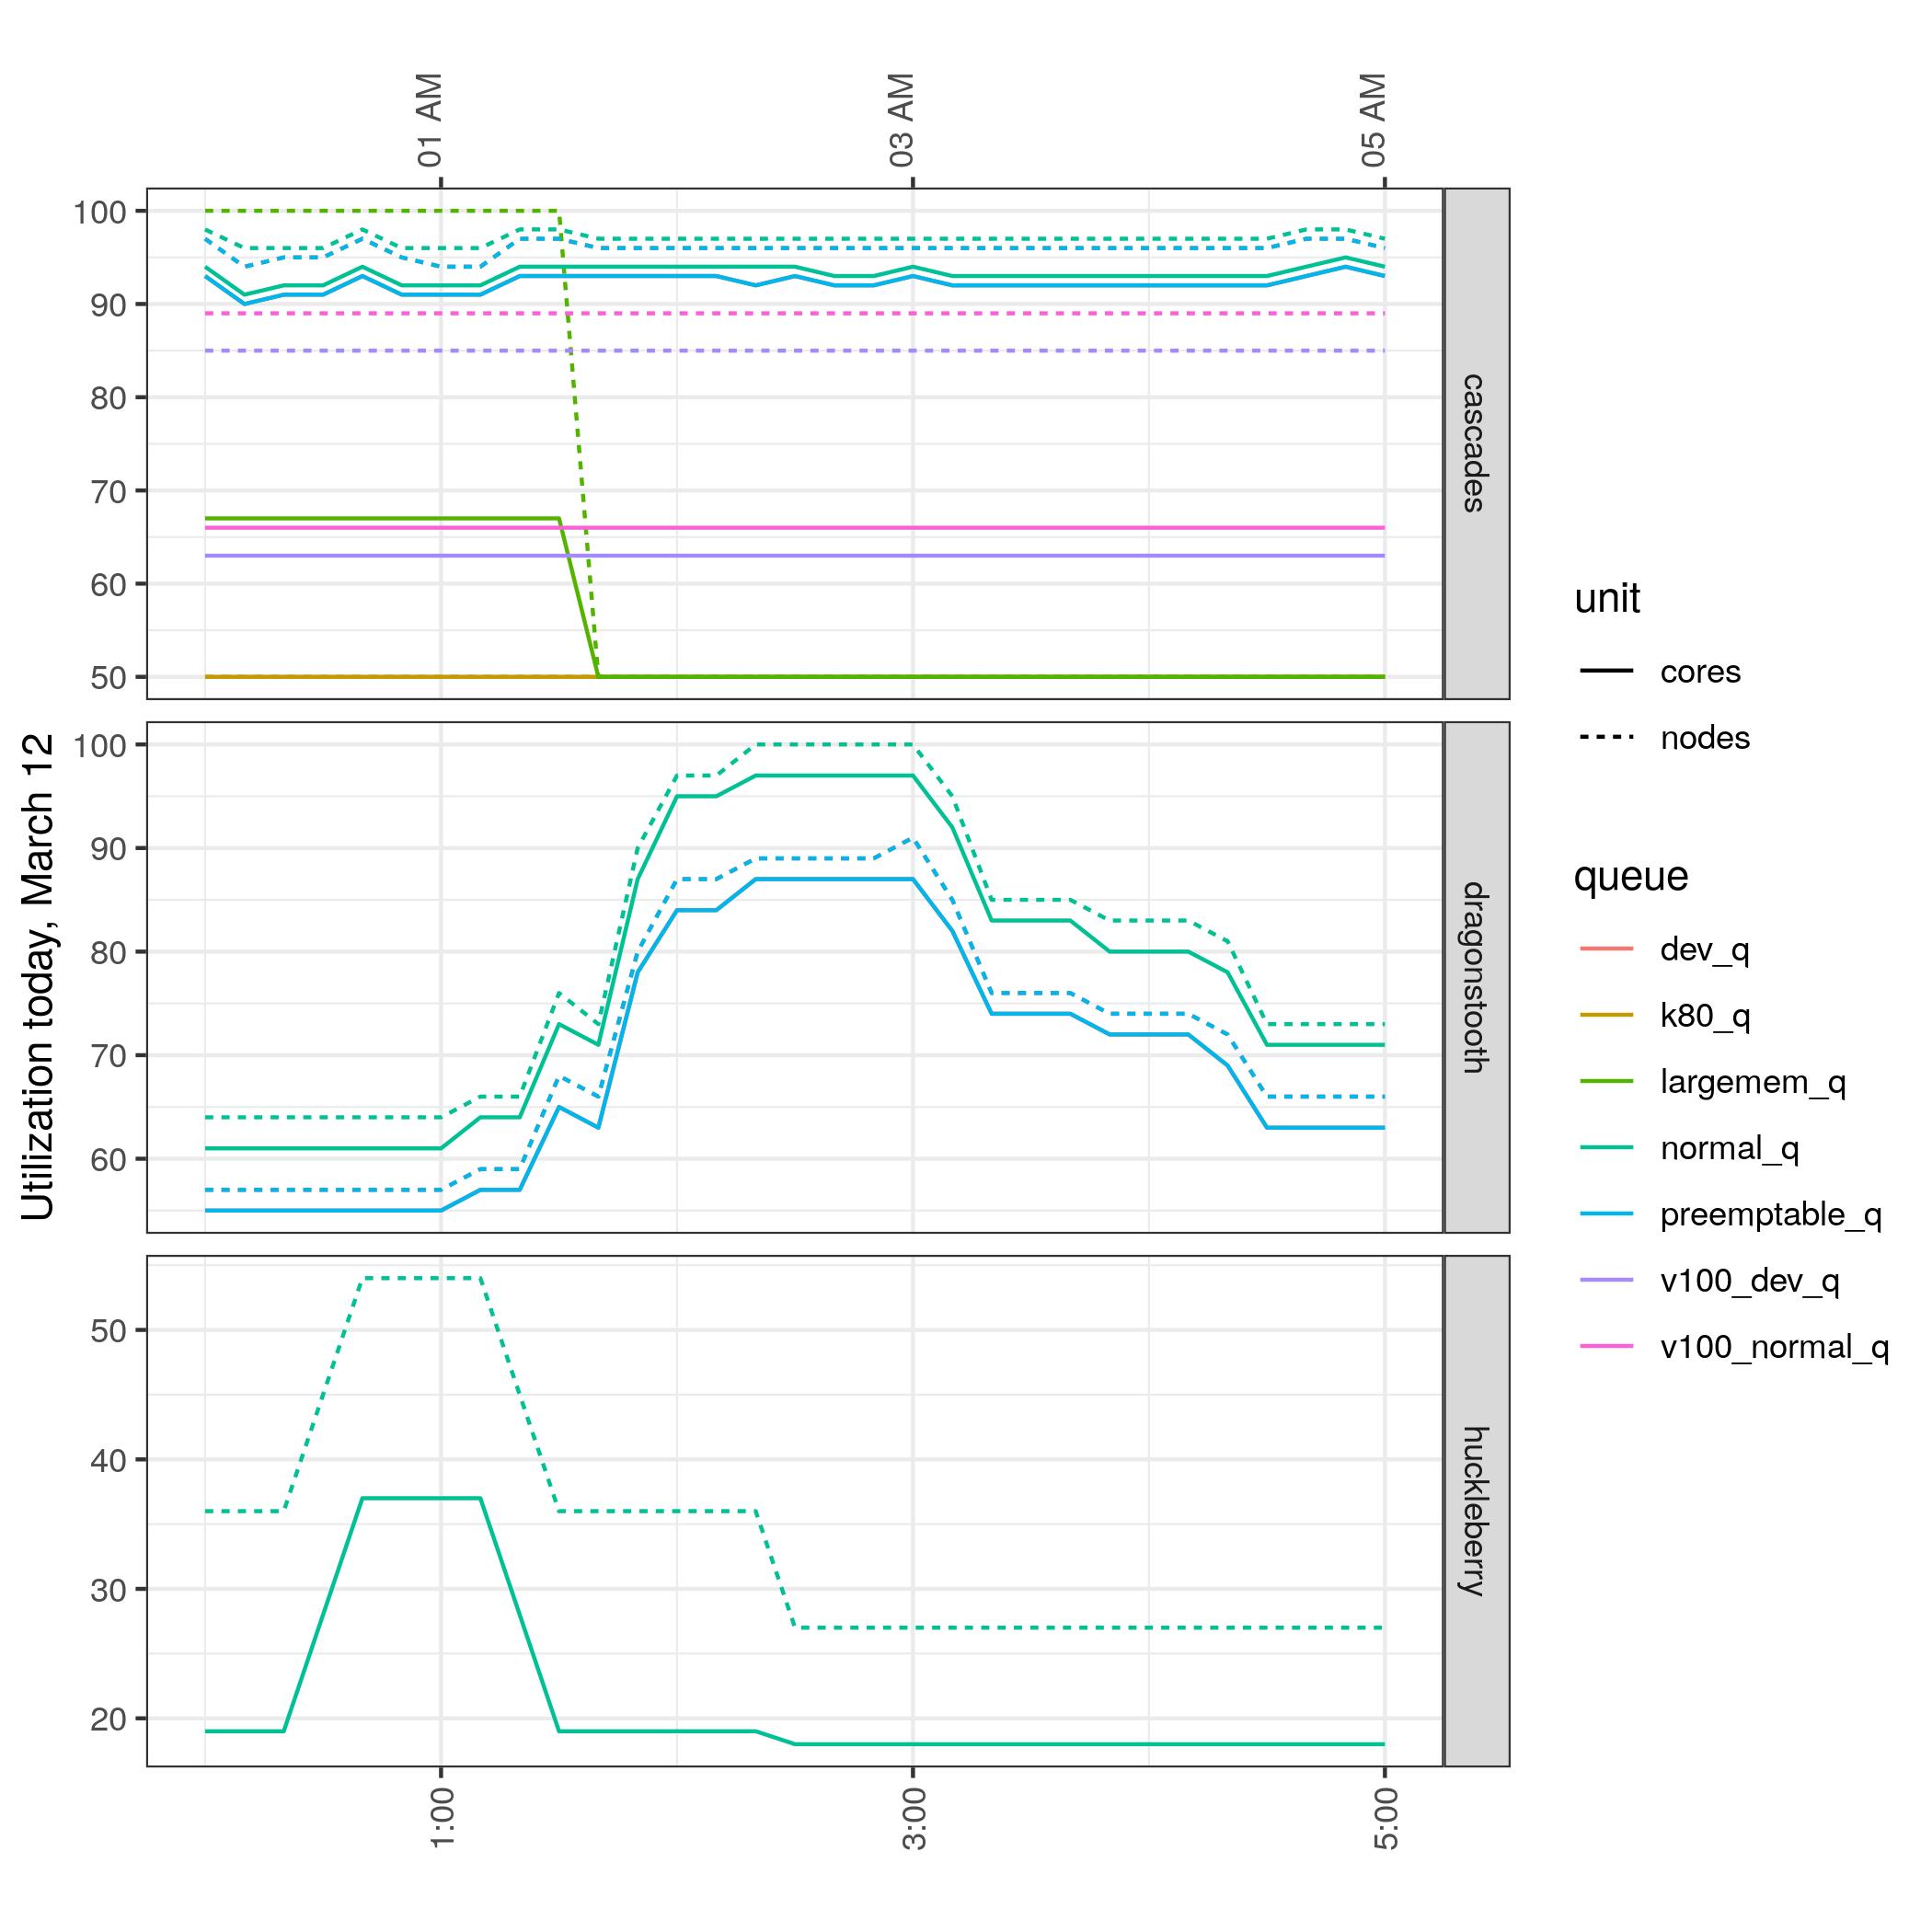 01 AM
03 AM
05 AM
100
90
80
70
60
50
cascades
Utilization today, March 12
100
90
80
70
60
dragonstooth
50
40
30
20
huckleberry
1:00
3:00
5:00
unit
cores
nodes
queue
dev_q
k80_q
largemem_q
normal_q
preemptable_q
v100_dev_q
v100_normal_q